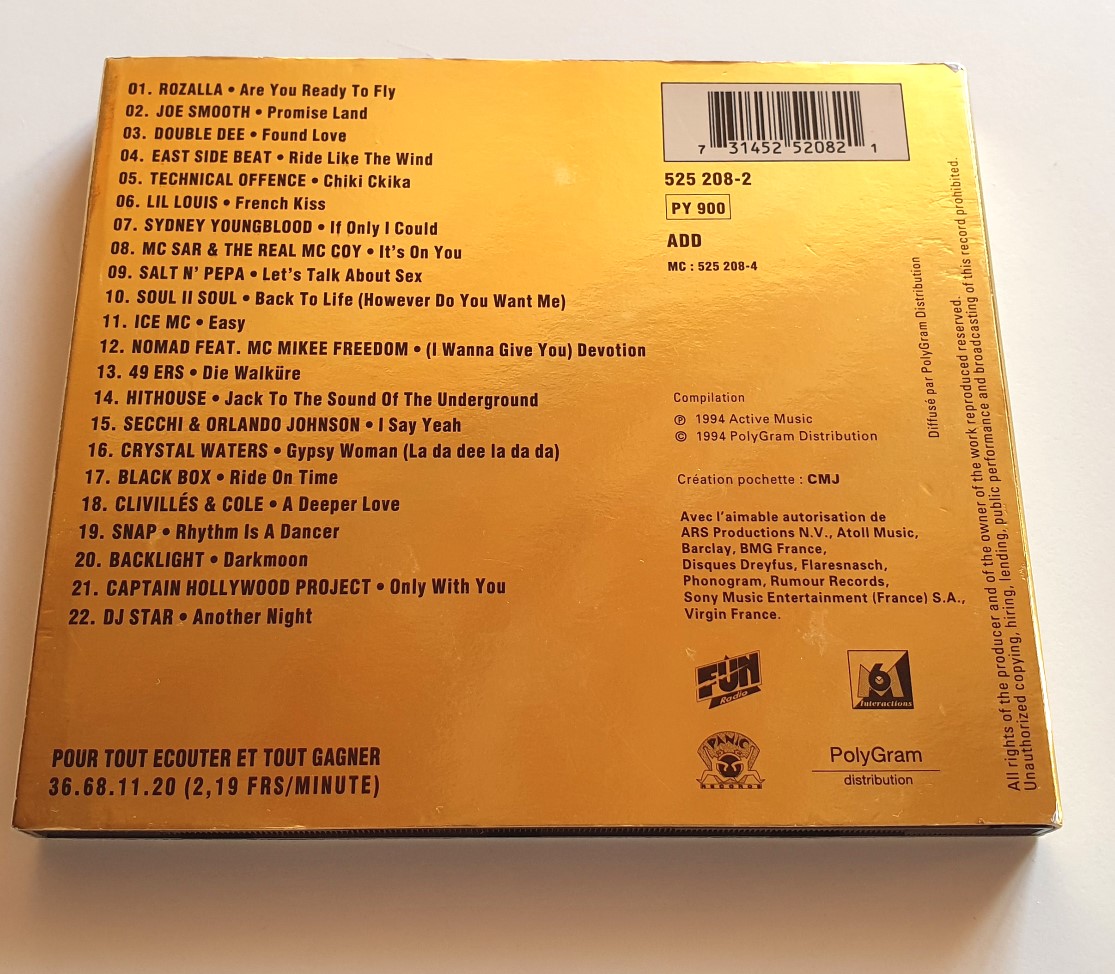 01. ROZALLA • Are You Ready To Fly
02. JOE SMOOTH • Promise Land
03. DOUBLE DEE • Found Love
04. EAST SIDE BEAT • Ride Like The Wind
05. TECHNICAL OFFENCE • Chiki Ckika
06. LIL LOUIS • French Kiss
07. SYDNEY YOUNGBLOOD • If Only I Could
08. MC SAR & THE REAL MC COY • It's On You
09. SALT N' PEPA • Let's Talk About Sex
10. SOUL II SOUL • Back To Life (However Do You Want Me)
11. ICE MC • Easy
12. NOMAD FEAT. MC MIKEE FREEDOM • (I Wanna Give You) Devotion
13. 49 ERS • Die Walküre
14. HITHOUSE • Jack To The Sound Of The Underground
15. SECCHI & ORLANDO JOHNSON • I Say Yeah
16. CRYSTAL WATERS • Gypsy Woman (La da dee la da da)
17. BLACK BOX • Ride On Time
18. CLIVILLÉS & COLE • A Deeper Love
19. SNAP • Rhythm Is A Dancer
20. BACKLIGHT • Darkmoon
21. CAPTAIN HOLLYWOOD PROJECT • Only With You
22. DJ STAR • Another Night
POUR TOUT ECOUTER ET TOUT GAGNER
36.68.11.20 (2,19 FRS/MINUTE)
7 31452 52082 1
525 208-2
PY 900
ADD
MC : 525 208-4
Compilation
℗ 1994 Active Music
© 1994 PolyGram Distribution
Création pochette : CMJ
Avec l'aimable autorisation de
ARS Productions N.V., Atoll Music,
Barclay, BMG France,
Disques Dreyfus, Flaresnasch,
Phonogram, Rumour Records,
Sony Music Entertainment (France) S.A.,
Virgin France.
FUN
Radio
M6
Interactions
PANIC
RECORDS
PolyGram
distribution
Diffusé par PolyGram Distribution
All rights of the producer and of the owner of the work reproduced reserved.
Unauthorized copying, hiring, lending, public performance and broadcasting of this record prohibited.